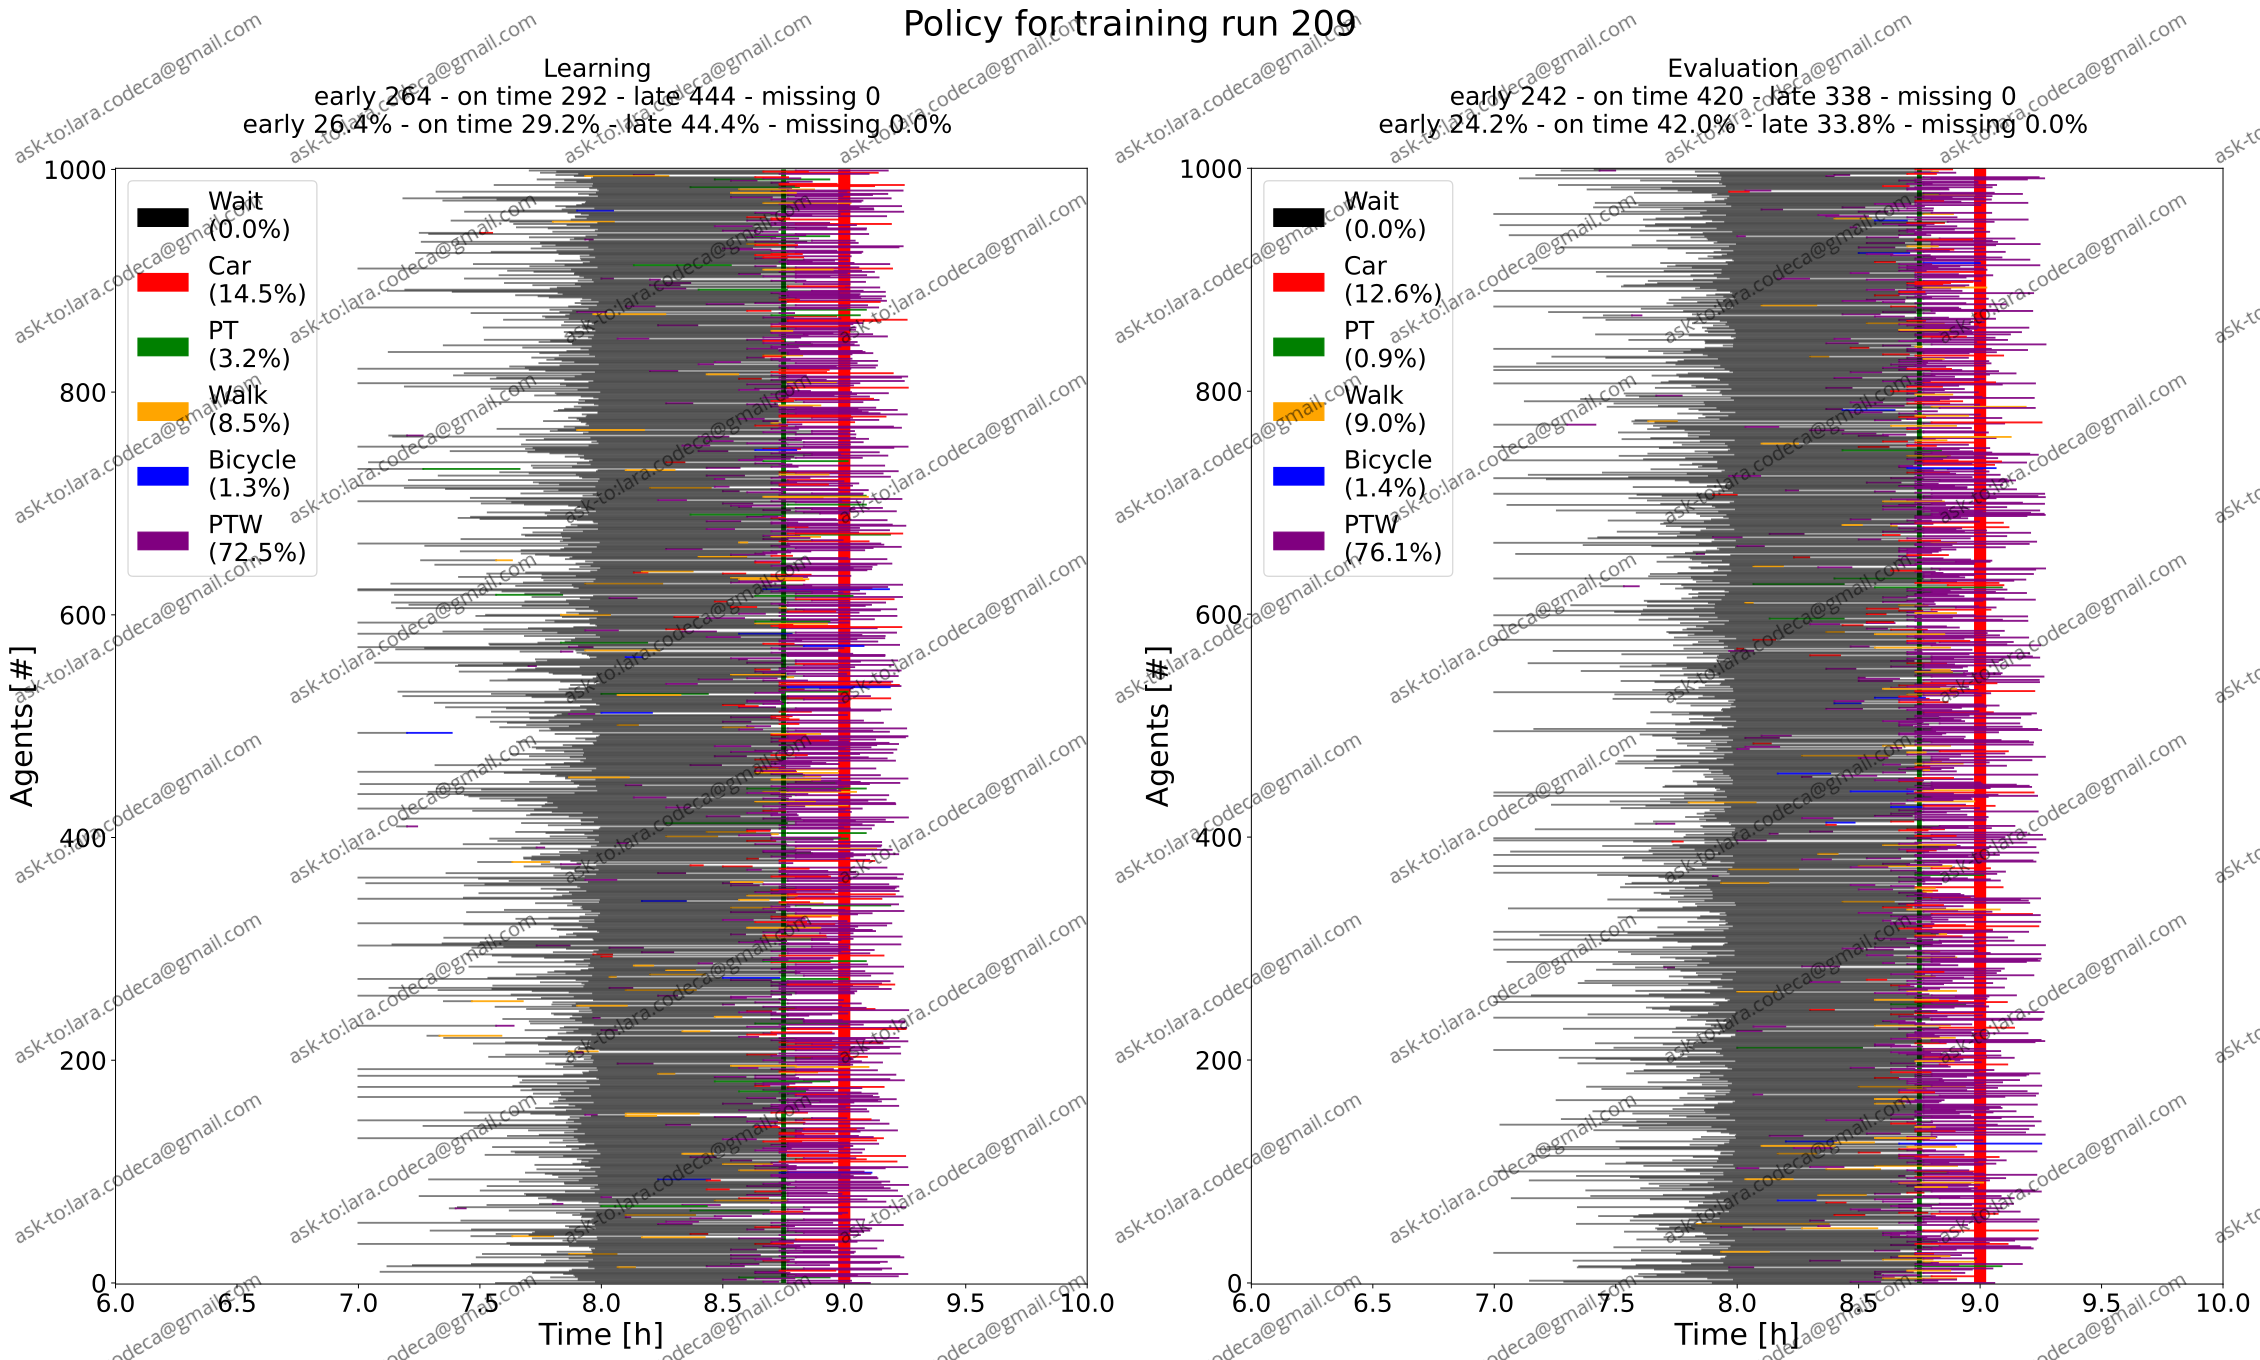 Policy for training run 209
Learning
early 264 - on time 292 - late 444 - missing 0
early 26.4% - on time 29.2% - late 44.4% - missing 0.0%
1000
800
600
400
200
0
Agents [#]
Wait
(0.0%)
Car
(14.5%)
PT
(3.2%)
Walk
(8.5%)
Bicycle
(1.3%)
PTW
(72.5%)
6.0 6.5 7.0 7.5 8.0 8.5 9.0 9.5 10.0
Time [h]
Evaluation
early 242 - on time 420 - late 338 - missing 0
early 24.2% - on time 42.0% - late 33.8% - missing 0.0%
1000
800
600
400
200
0
Agents [#]
Wait
(0.0%)
Car
(12.6%)
PT
(0.9%)
Walk
(9.0%)
Bicycle
(1.4%)
PTW
(76.1%)
6.0 6.5 7.0 7.5 8.0 8.5 9.0 9.5 10.0
Time [h]
ask-to:lara.codeca@gmail.com